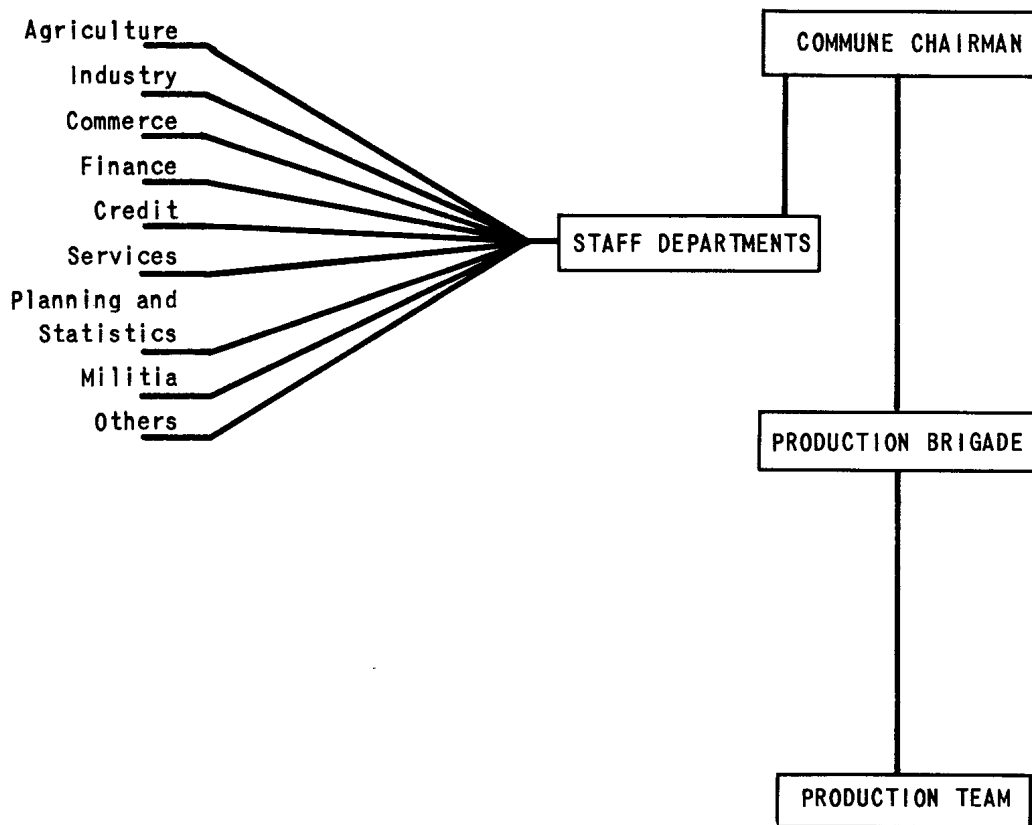 Agriculture
Industry
Commerce
Finance
Credit
Services
Planning and
Statistics
Militia
Others
COMMUNE CHAIRMAN
STAFF DEPARTMENTS
PRODUCTION BRIGADE
PRODUCTION TEAM